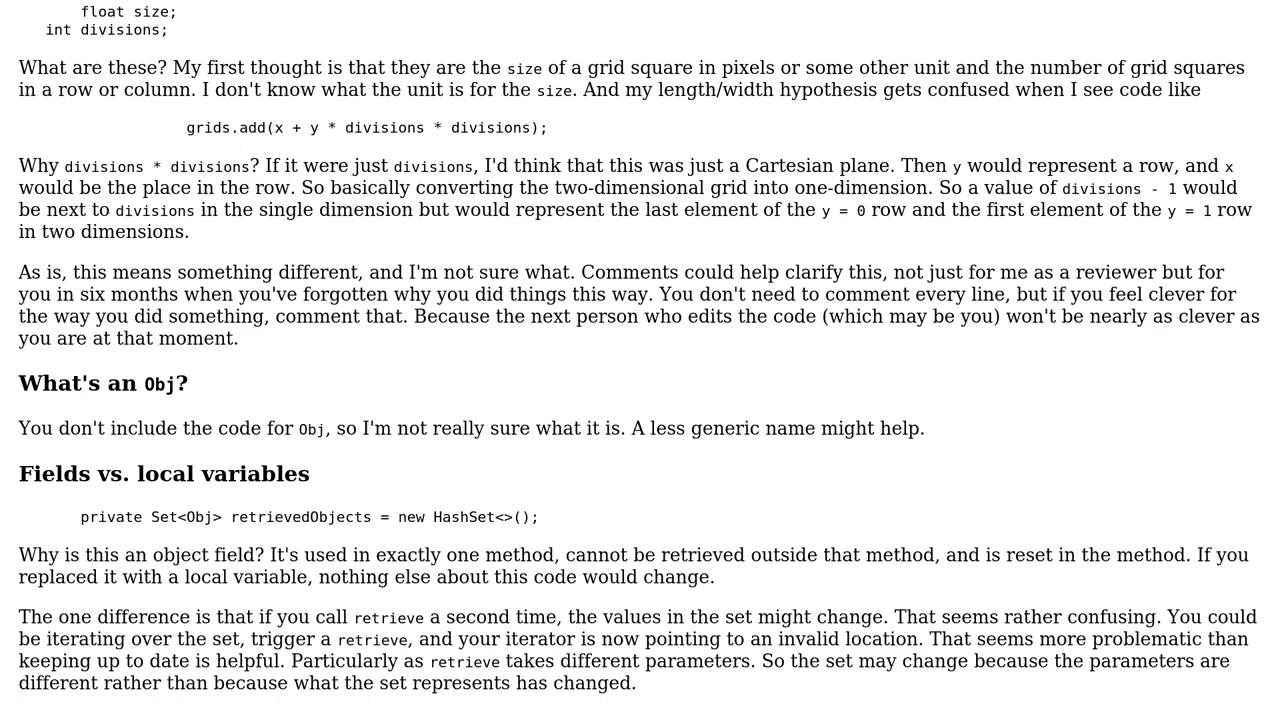 float size;
int divisions;
What are these? My first thought is that they are the size of a grid square in pixels or some other unit and the number of grid squares
in a row or column. I don't know what the unit is for the size. And my length/width hypothesis gets confused when I see code like
grids.add(x + y * divisions * divisions);
Why divisions * divisions? If it were just divisions, I'd think that this was just a Cartesian plane. Then y would represent a row, and x
would be the place in the row. So basically converting the two-dimensional grid into one-dimension. So a value of divisions - 1 would
be next to divisions in the single dimension but would represent the last element of the y = 0 row and the first element of the y = 1 row
in two dimensions.
As is, this means something different, and I'm not sure what. Comments could help clarify this, not just for me as a reviewer but for
you in six months when you've forgotten why you did things this way. You don't need to comment every line, but if you feel clever for
the way you did something, comment that. Because the next person who edits the code (which may be you) won't be nearly as clever as
you are at that moment.
What's an Obj?
You don't include the code for Obj, so I'm not really sure what it is. A less generic name might help.
Fields vs. local variables
private Set<Obj> retrievedObjects = new HashSet<>();
Why is this an object field? It's used in exactly one method, cannot be retrieved outside that method, and is reset in the method. If you
replaced it with a local variable, nothing else about this code would change.
The one difference is that if you call retrieve a second time, the values in the set might change. That seems rather confusing. You could
be iterating over the set, trigger a retrieve, and your iterator is now pointing to an invalid location. That seems more problematic than
keeping up to date is helpful. Particularly as retrieve takes different parameters. So the set may change because the parameters are
different rather than because what the set represents has changed.